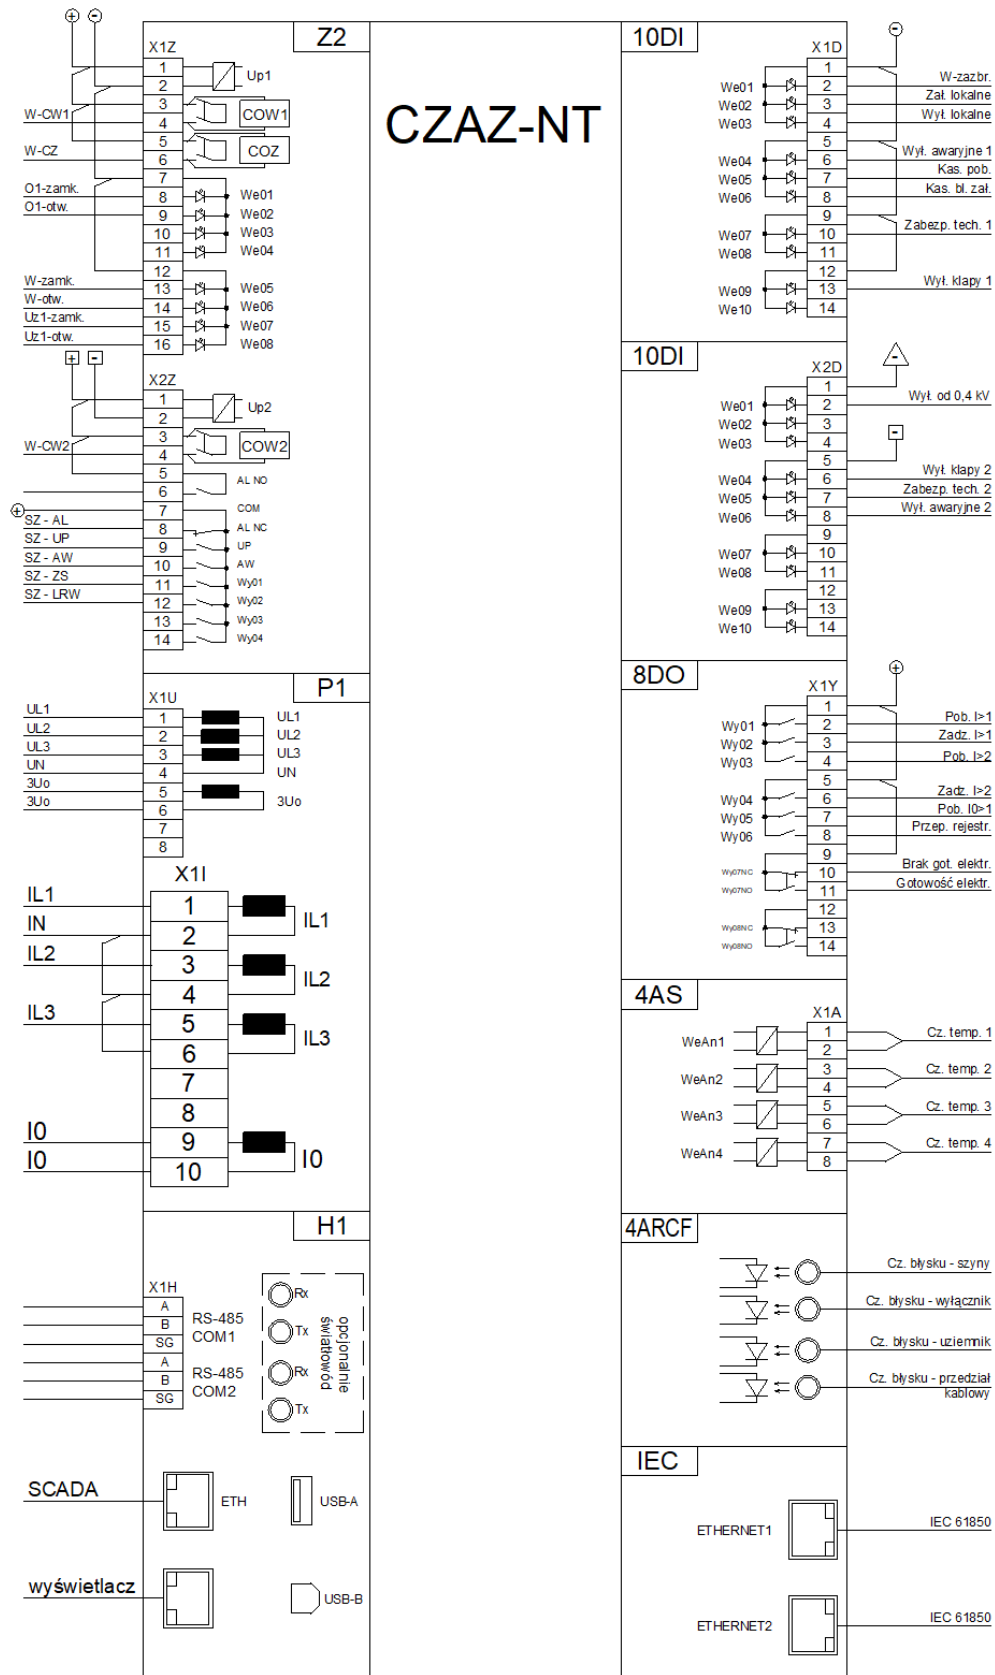 CZAZ-NT
Z2
X1Z
1
2
Up1
3
W-CW1
4
COW1
5
W-CZ
6
COZ
7
O1-zamk.
8
We01
O1-otw.
9
We02
10
We03
11
We04
12
W-zamk.
13
We05
W-otw.
14
We06
Uz1-zamk.
15
We07
Uz1-otw.
16
We08
X2Z
1
2
Up2
3
W-CW2
4
COW2
5
AL NO
6
7
COM
SZ - AL
8
AL NC
SZ - UP
9
UP
SZ - AW
10
AW
SZ - ZS
11
Wy01
SZ - LRW
12
Wy02
13
Wy03
14
Wy04
P1
X1U
UL1
1
UL1
UL2
2
UL2
UL3
3
UL3
UN
4
UN
3Uo
5
3Uo
3Uo
6
7
8
X1I
IL1
1
IL1
IN
2
IL2
3
IL2
4
IL3
5
IL3
6
7
8
I0
9
I0
I0
10
H1
X1H
A
B
SG
RS-485
COM1
A
B
SG
RS-485
COM2
Rx
Tx
Rx
Tx
opcjonalnie
światłowód
SCADA
ETH
USB-A
wyświetlacz
USB-B
10DI
X1D
1
We01
2
W-zazbr.
We02
3
Zał. lokalne
We03
4
Wył. lokalne
5
We04
6
Wył. awaryjne 1
We05
7
Kas. pob.
We06
8
Kas. bl. zał.
9
We07
10
Zabezp. tech. 1
We08
11
12
We09
13
Wył. klapy 1
We10
14
10DI
X2D
1
We01
2
Wył. od 0,4 kV
We02
3
We03
4
5
We04
6
Wył. klapy 2
We05
7
Zabezp. tech. 2
We06
8
Wył. awaryjne 2
9
We07
10
We08
11
12
We09
13
We10
14
8DO
X1Y
1
Wy01
2
Pob. I>1
Wy02
3
Zadz. I>1
Wy03
4
Pob. I>2
5
Wy04
6
Zadz. I>2
Wy05
7
Pob. I0>1
Wy06
8
Przep. rejestr.
9
Wy07NC
10
Brak got. elektr.
Wy07NO
11
Gotowość elektr.
12
Wy08NC
13
Wy08NO
14
4AS
X1A
WeAn1
1
2
Cz. temp. 1
WeAn2
3
4
Cz. temp. 2
WeAn3
5
6
Cz. temp. 3
WeAn4
7
8
Cz. temp. 4
4ARCF
Cz. błysku - szyny
Cz. błysku - wyłącznik
Cz. błysku - uziemnik
Cz. błysku - przedział
kablowy
IEC
ETHERNET1
IEC 61850
ETHERNET2
IEC 61850